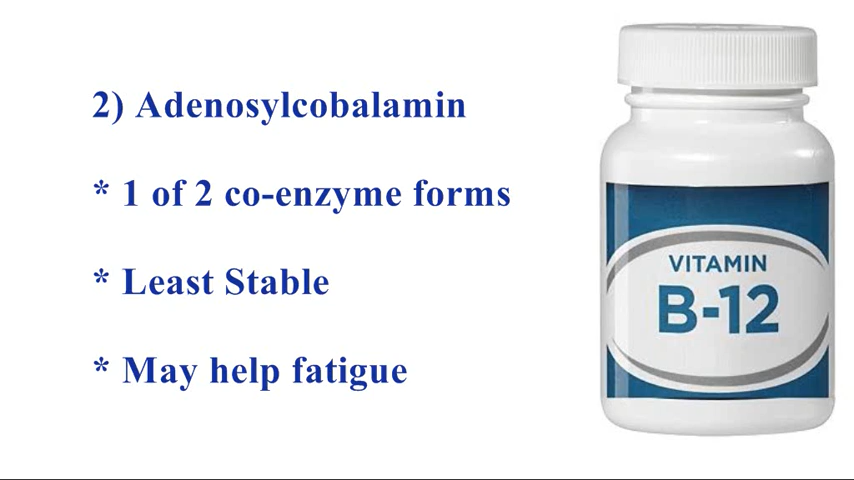 2) Adenosylcobalamin
* 1 of 2 co-enzyme forms
* Least Stable
* May help fatigue
VITAMIN
B-12